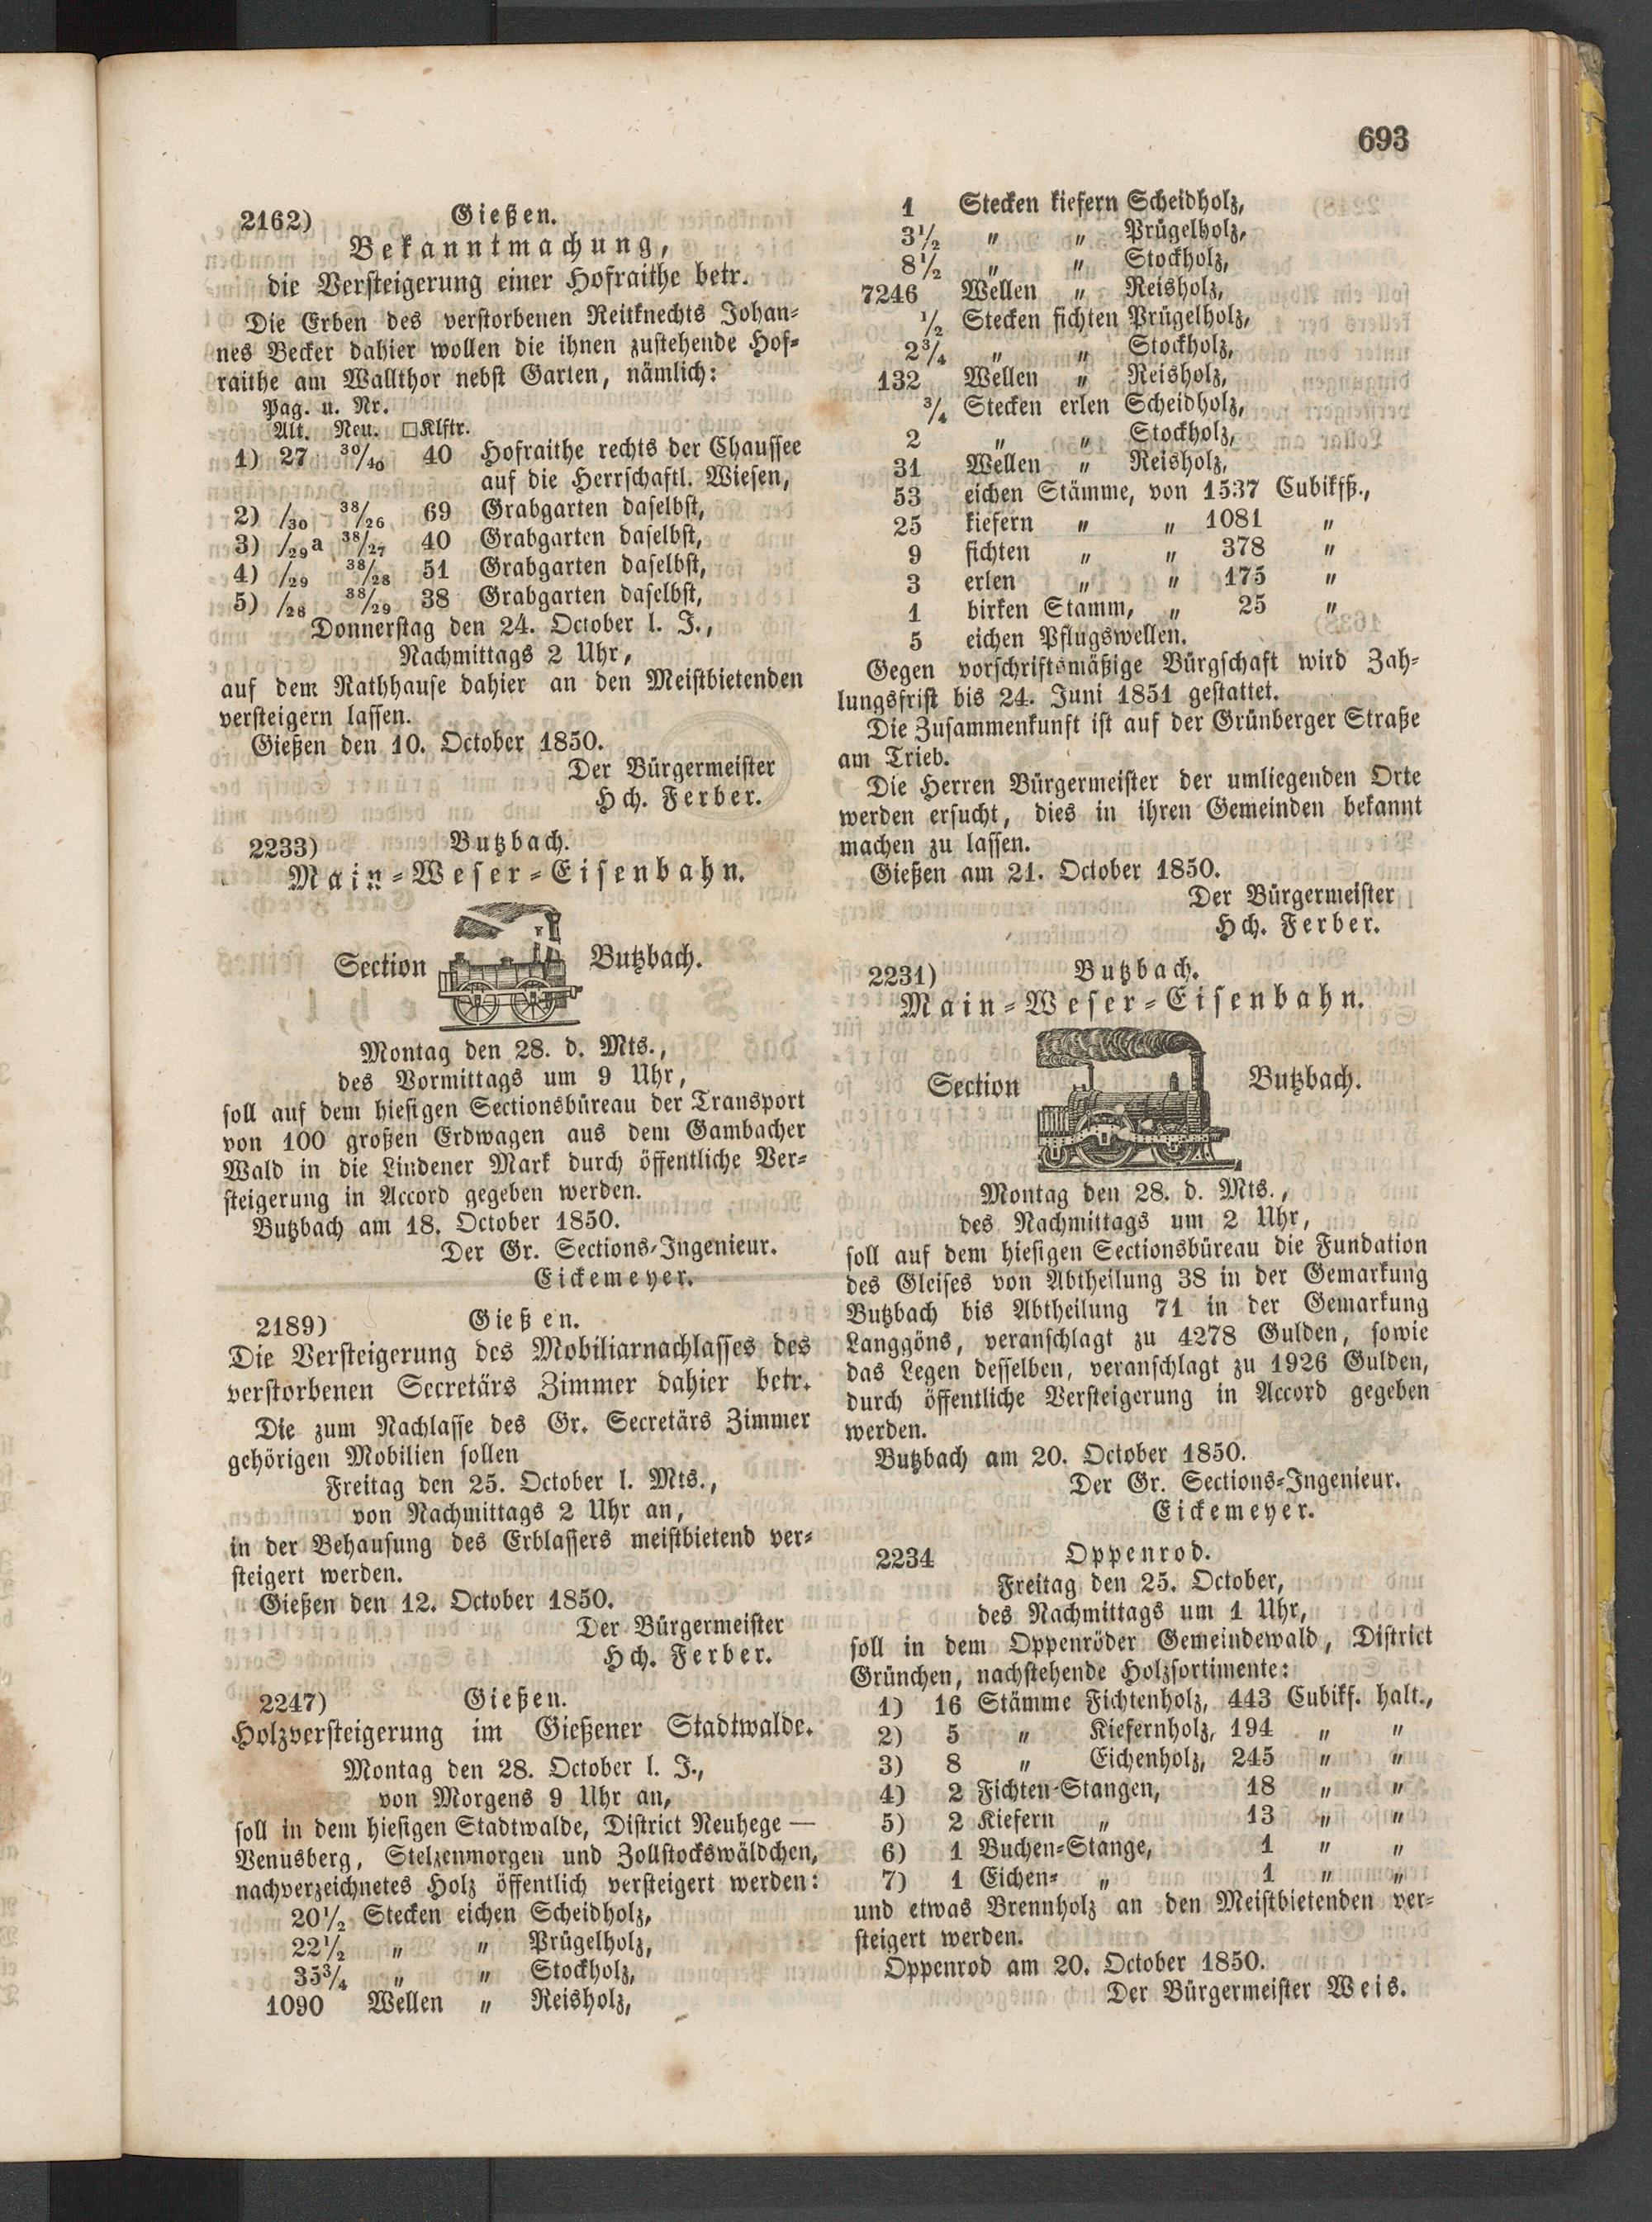 693
2162) Gießen.
Bekanntmachung,
die Versteigerung einer Hofraithe betr.
Die Erben des verstorbenen Reitknechts Johan-
nes Becker dahier wollen die ihnen zustehende Hof-
raithe am Wallthor nebst Garten, nämlich:
Pag. u. Nr.
Alt. Neu. □Klftr.
1) 27 30/40 40 Hofraithe rechts der Chaussee
auf die Herrschaftl. Wiesen,
2) /30 38/26 69 Grabgarten daselbst,
3) /29 a 38/27 40 Grabgarten daselbst,
4) /29 38/28 51 Grabgarten daselbst,
5) /28 38/29 38 Grabgarten daselbst,
Donnerstag den 24. October l. J.,
Nachmittags 2 Uhr,
auf dem Rathhause dahier an den Meistbietenden
versteigern lassen.
Gießen den 10. October 1850.
Der Bürgermeister
Hch. Ferber.
2233) Butzbach.
Main-Weser-Eisenbahn.
Section Butzbach.
Montag den 28. d. Mts.,
des Vormittags um 9 Uhr,
soll auf dem hiesigen Sectionsbüreau der Transport
von 100 großen Erdwagen aus dem Gambacher
Wald in die Lindener Mark durch öffentliche Ver-
steigerung in Accord gegeben werden.
Butzbach am 18. October 1850.
Der Gr. Sections-Ingenieur.
Eickemeyer.
2189) Gießen.
Die Versteigerung des Mobiliarnachlasses des
verstorbenen Secretärs Zimmer dahier betr.
Die zum Nachlasse des Gr. Secretärs Zimmer
gehörigen Mobilien sollen
Freitag den 25. October l. Mts.,
von Nachmittags 2 Uhr an,
in der Behausung des Erblassers meistbietend ver-
steigert werden.
Gießen den 12. October 1850.
Der Bürgermeister
Hch. Ferber.
2247) Gießen.
Holzversteigerung im Gießener Stadtwalde.
Montag den 28. October l. J.,
von Morgens 9 Uhr an,
soll in dem hiesigen Stadtwalde, District Neuhege —
Venusberg, Stelzenmorgen und Zollstockswäldchen,
nachverzeichnetes Holz öffentlich versteigert werden:
20½ Stecken eichen Scheidholz,
22½ " " Prügelholz,
35¾ " " Stockholz,
1090 Wellen " Reisholz,
1 Stecken kiefern Scheidholz,
3½ " " Prügelholz,
8½ " " Stockholz,
7246 Wellen " Reisholz,
½ Stecken fichten Prügelholz,
2¾ " " Stockholz,
132 Wellen " Reisholz,
¾ Stecken erlen Scheidholz,
2 " " Stockholz,
31 Wellen " Reisholz,
53 eichen Stämme, von 1537 Cubikfß.,
25 kiefern " " 1081 "
9 fichten " " 378 "
3 erlen " " 175 "
1 birken Stamm, " 25 "
5 eichen Pflugswellen.
Gegen vorschriftsmäßige Bürgschaft wird Zah-
lungsfrist bis 24. Juni 1851 gestattet.
Die Zusammenkunft ist auf der Grünberger Straße
am Trieb.
Die Herren Bürgermeister der umliegenden Orte
werden ersucht, dies in ihren Gemeinden bekannt
machen zu lassen.
Gießen am 21. October 1850.
Der Bürgermeister
Hch. Ferber.
2231) Butzbach.
Main-Weser-Eisenbahn.
Section Butzbach.
Montag den 28. d. Mts.,
des Nachmittags um 2 Uhr,
soll auf dem hiesigen Sectionsbüreau die Fundation
des Gleises von Abtheilung 38 in der Gemarkung
Butzbach bis Abtheilung 71 in der Gemarkung
Langgöns, veranschlagt zu 4278 Gulden, sowie
das Legen desselben, veranschlagt zu 1926 Gulden,
durch öffentliche Versteigerung in Accord gegeben
werden.
Butzbach am 20. October 1850.
Der Gr. Sections-Ingenieur.
Eickemeyer.
2234 Oppenrod.
Freitag den 25. October,
des Nachmittags um 1 Uhr,
soll in dem Oppenröder Gemeindewald, District
Grünchen, nachstehende Holzsortimente:
1) 16 Stämme Fichtenholz, 443 Cubikf. halt.,
2) 5 " Kiefernholz, 194 " "
3) 8 " Eichenholz, 245 " "
4) 2 Fichten-Stangen, 18 " "
5) 2 Kiefern " 13 " "
6) 1 Buchen-Stange, 1 " "
7) 1 Eichen- " 1 " "
und etwas Brennholz an den Meistbietenden ver-
steigert werden.
Oppenrod am 20. October 1850.
Der Bürgermeister Weis.